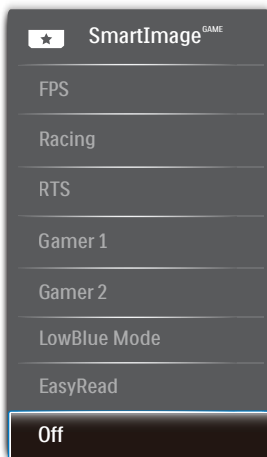 SmartImage GAME
FPS
Racing
RTS
Gamer 1
Gamer 2
LowBlue Mode
EasyRead
Off